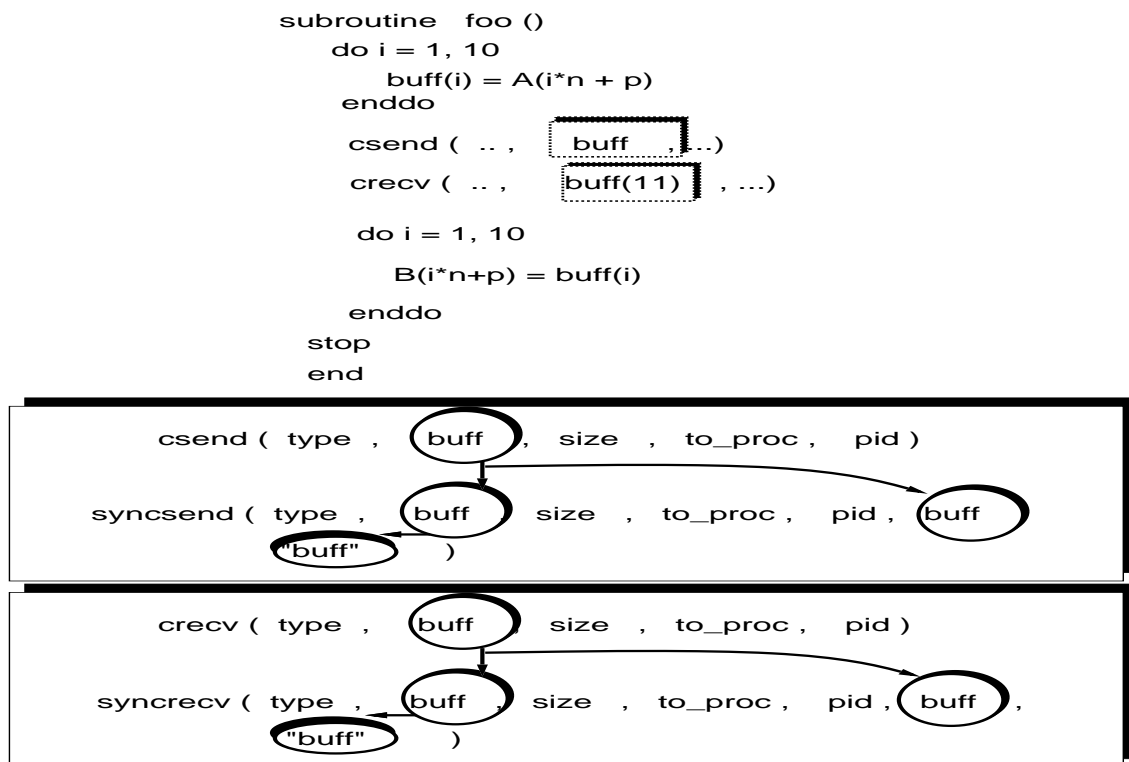 subroutine foo ()
do i = 1, 10
buff(i) = A(i*n + p)
enddo
csend ( .. , buff , ...)
crecv ( .. , buff(11) , ...)
do i = 1, 10
B(i*n+p) = buff(i)
enddo
stop
end
csend ( type , buff , size , to_proc , pid )
syncsend ( type , buff , size , to_proc , pid , buff
"buff" )
crecv ( type , buff , size , to_proc , pid )
syncrecv ( type , buff , size , to_proc , pid , buff ,
"buff" )